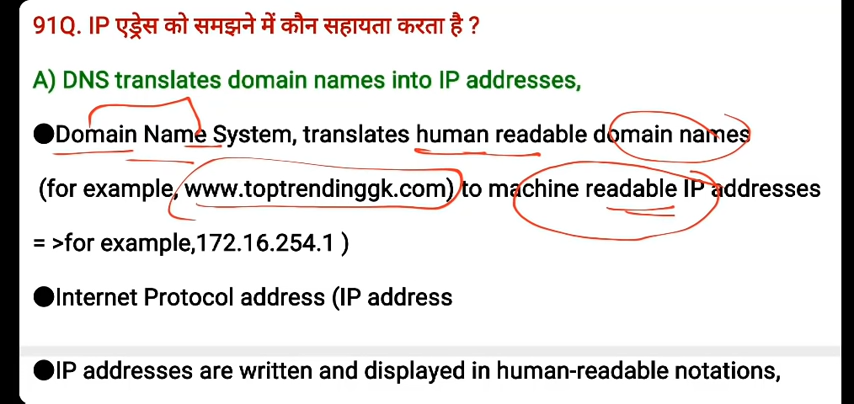 91Q. IP एड्रेस को समझने में कौन सहायता करता है ?
A) DNS translates domain names into IP addresses,
●Domain Name System, translates human readable domain names
(for example, www.toptrendinggk.com) to machine readable IP addresses
= >for example,172.16.254.1 )
●Internet Protocol address (IP address
●IP addresses are written and displayed in human-readable notations,